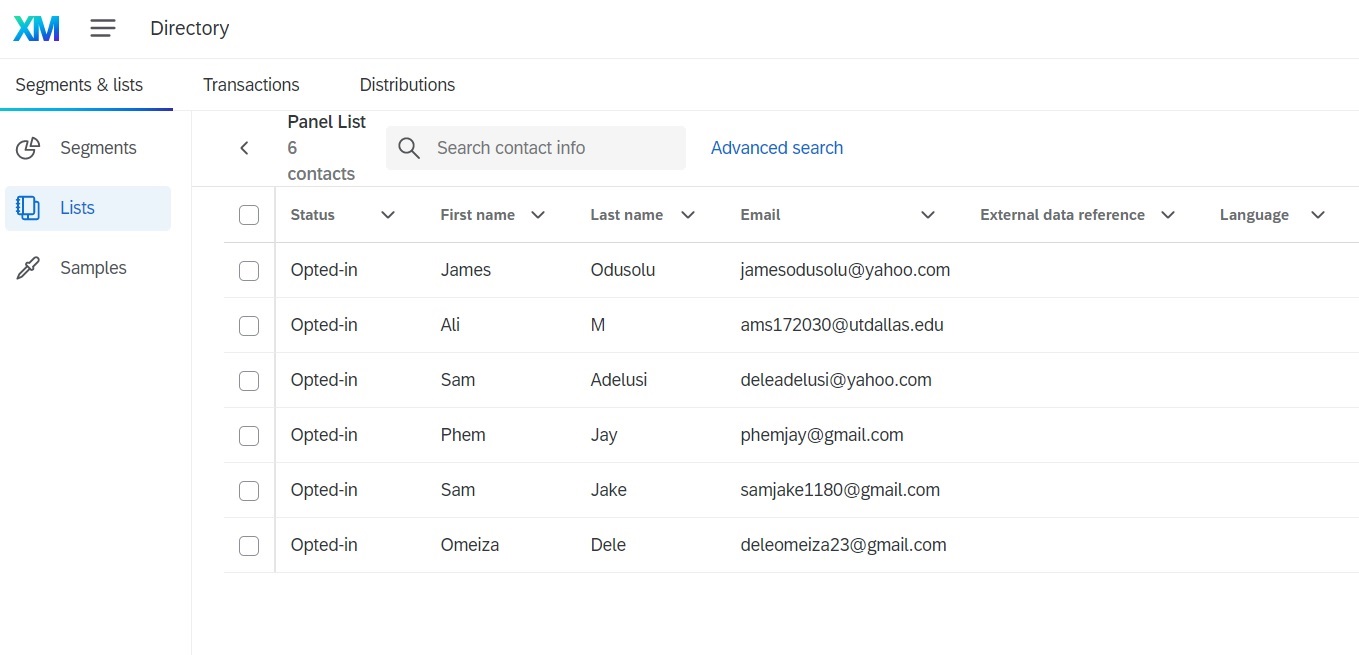 XM Directory
Segments & lists Transactions Distributions
Segments
Lists
Samples
Panel List
6
contacts
Search contact info
Advanced search
Status First name Last name Email External data reference Language
Opted-in James Odusolu jamesodusolu@yahoo.com
Opted-in Ali M ams172030@utdallas.edu
Opted-in Sam Adelusi deleadelusi@yahoo.com
Opted-in Phem Jay phemjay@gmail.com
Opted-in Sam Jake samjake1180@gmail.com
Opted-in Omeiza Dele deleomeiza23@gmail.com